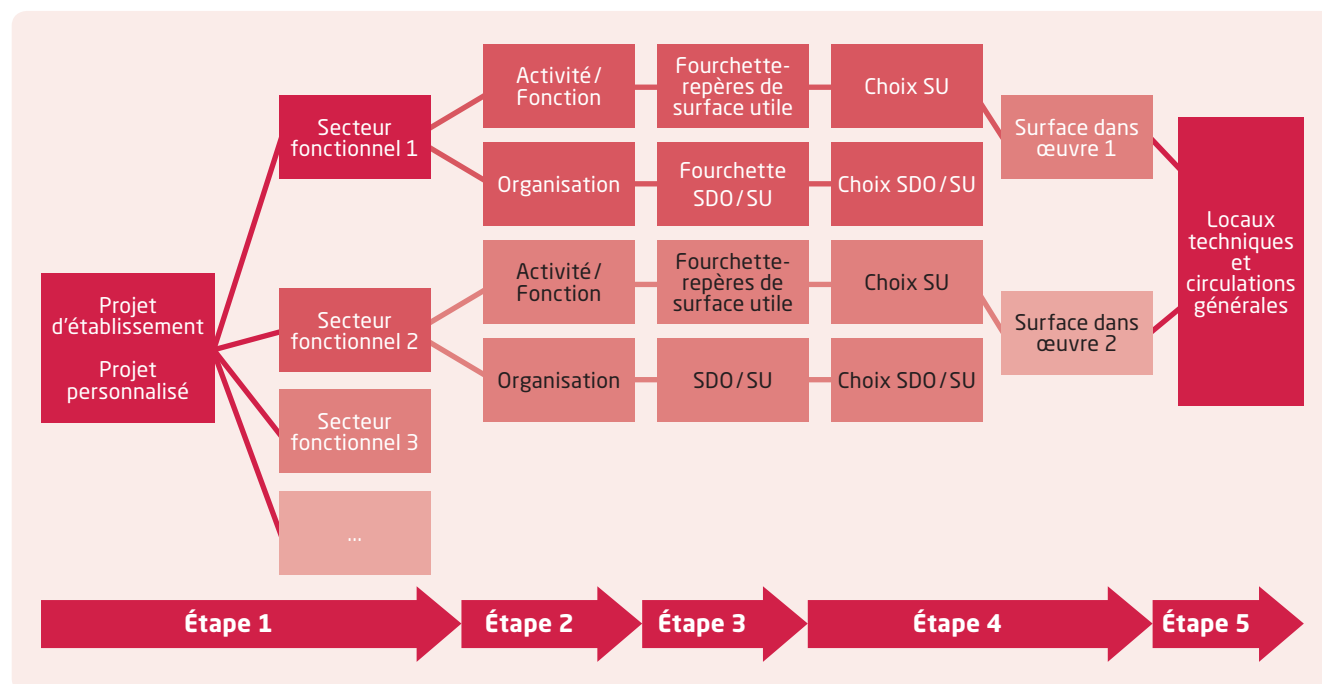 Projet
d'établissement
Projet
personnalisé
Secteur
fonctionnel 1
Activité/
Fonction
Fourchette-
repères de
surface utile
Choix SU
Organisation
Fourchette
SDO/SU
Choix SDO/SU
Surface dans
œuvre 1
Secteur
fonctionnel 2
Activité/
Fonction
Fourchette-
repères de
surface utile
Choix SU
Organisation
SDO/SU
Choix SDO/SU
Surface dans
œuvre 2
Secteur
fonctionnel 3
...
Locaux
techniques
et
circulations
générales
Étape 1
Étape 2
Étape 3
Étape 4
Étape 5